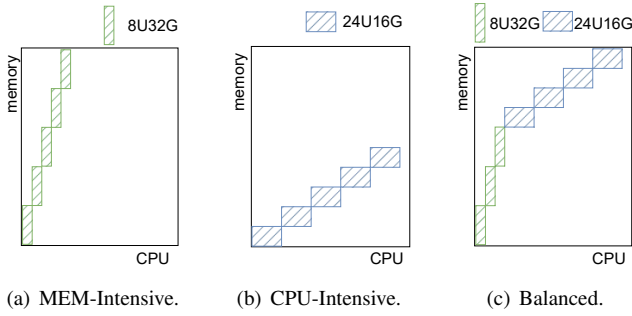 8U32G
24U16G
8U32G
24U16G
memory
memory
memory
CPU
CPU
CPU
(a) MEM-Intensive.
(b) CPU-Intensive.
(c) Balanced.